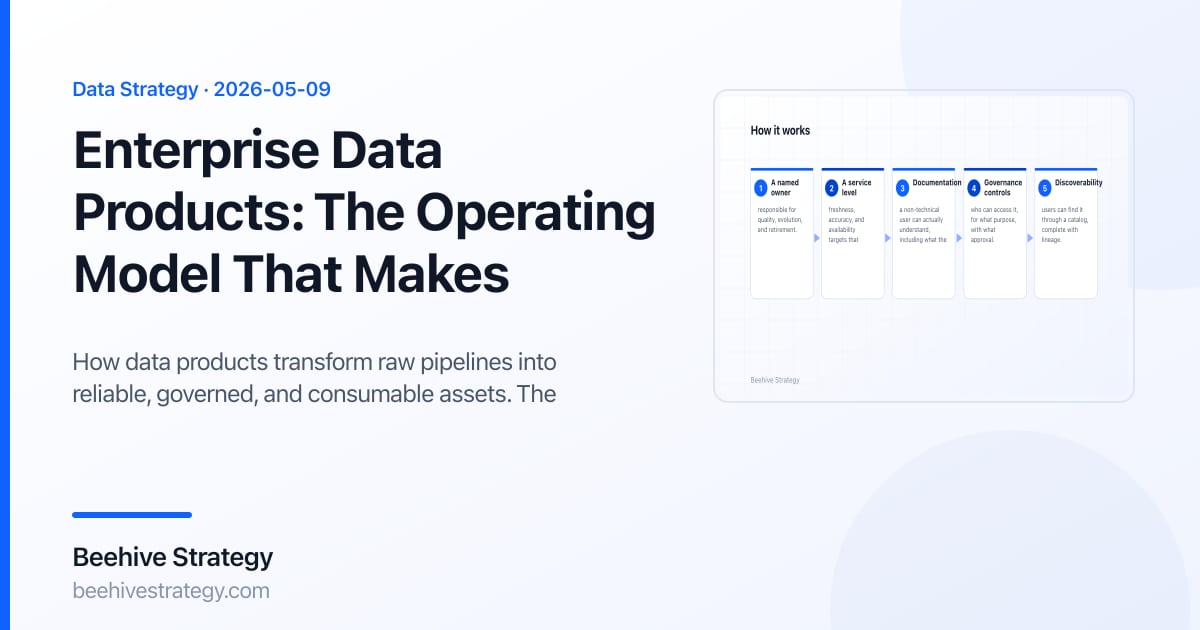 Data Strategy · 2026-05-09
Enterprise Data
Products: The Operating
Model That Makes
How data products transform raw pipelines into
reliable, governed, and consumable assets. The
Beehive Strategy
beehivestrategy.com
How it works
1
A named
owner
responsible for
quality, evolution,
and retirement.
2
A service
level
freshness,
accuracy, and
availability
targets that
3
Documentation
a non-technical
user can actually
understand,
including what the
4
Governance
controls
who can access it,
for what purpose,
with what
approval.
5
Discoverability
users can find it
through a catalog,
complete with
lineage.
Beehive Strategy